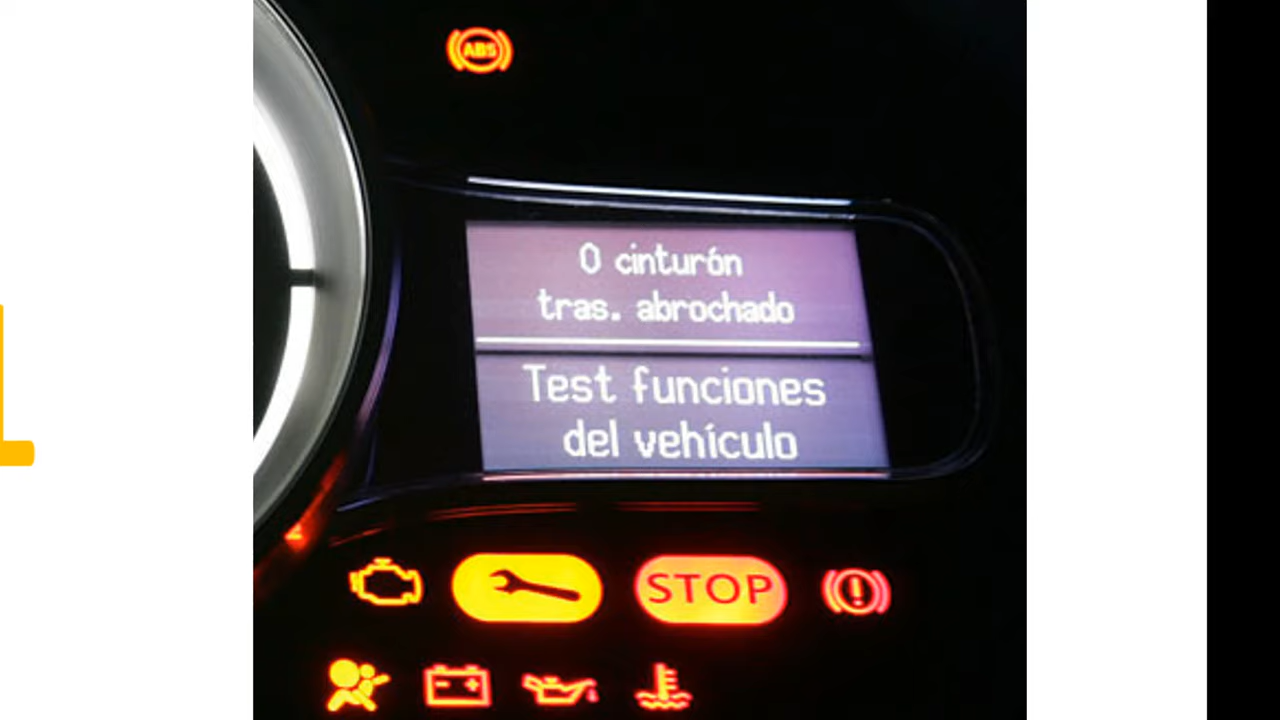 ABS
0 cinturón
tras. abrochado
Test funciones
del vehículo
STOP